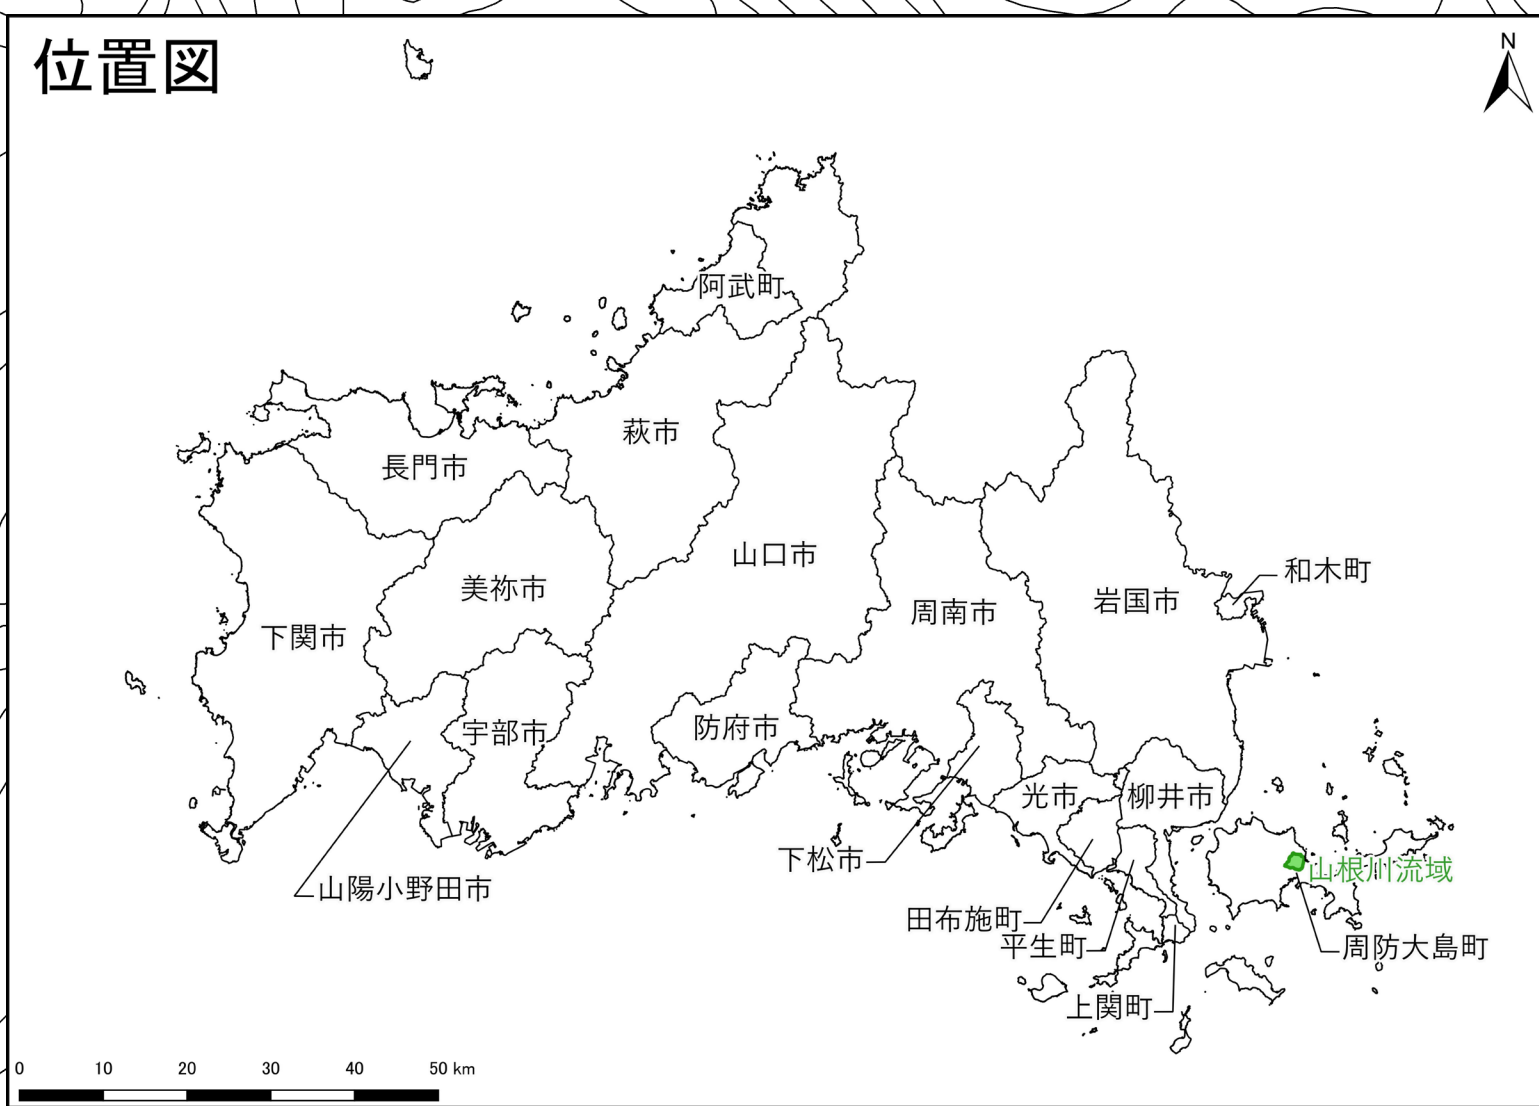 位置図
N
阿武町
萩市
長門市
山口市
和木町
美祢市
岩国市
周南市
下関市
防府市
宇部市
光市
柳井市
下松市
山根川流域
山陽小野田市
田布施町
平生町
周防大島町
上関町
0 10 20 30 40 50 km